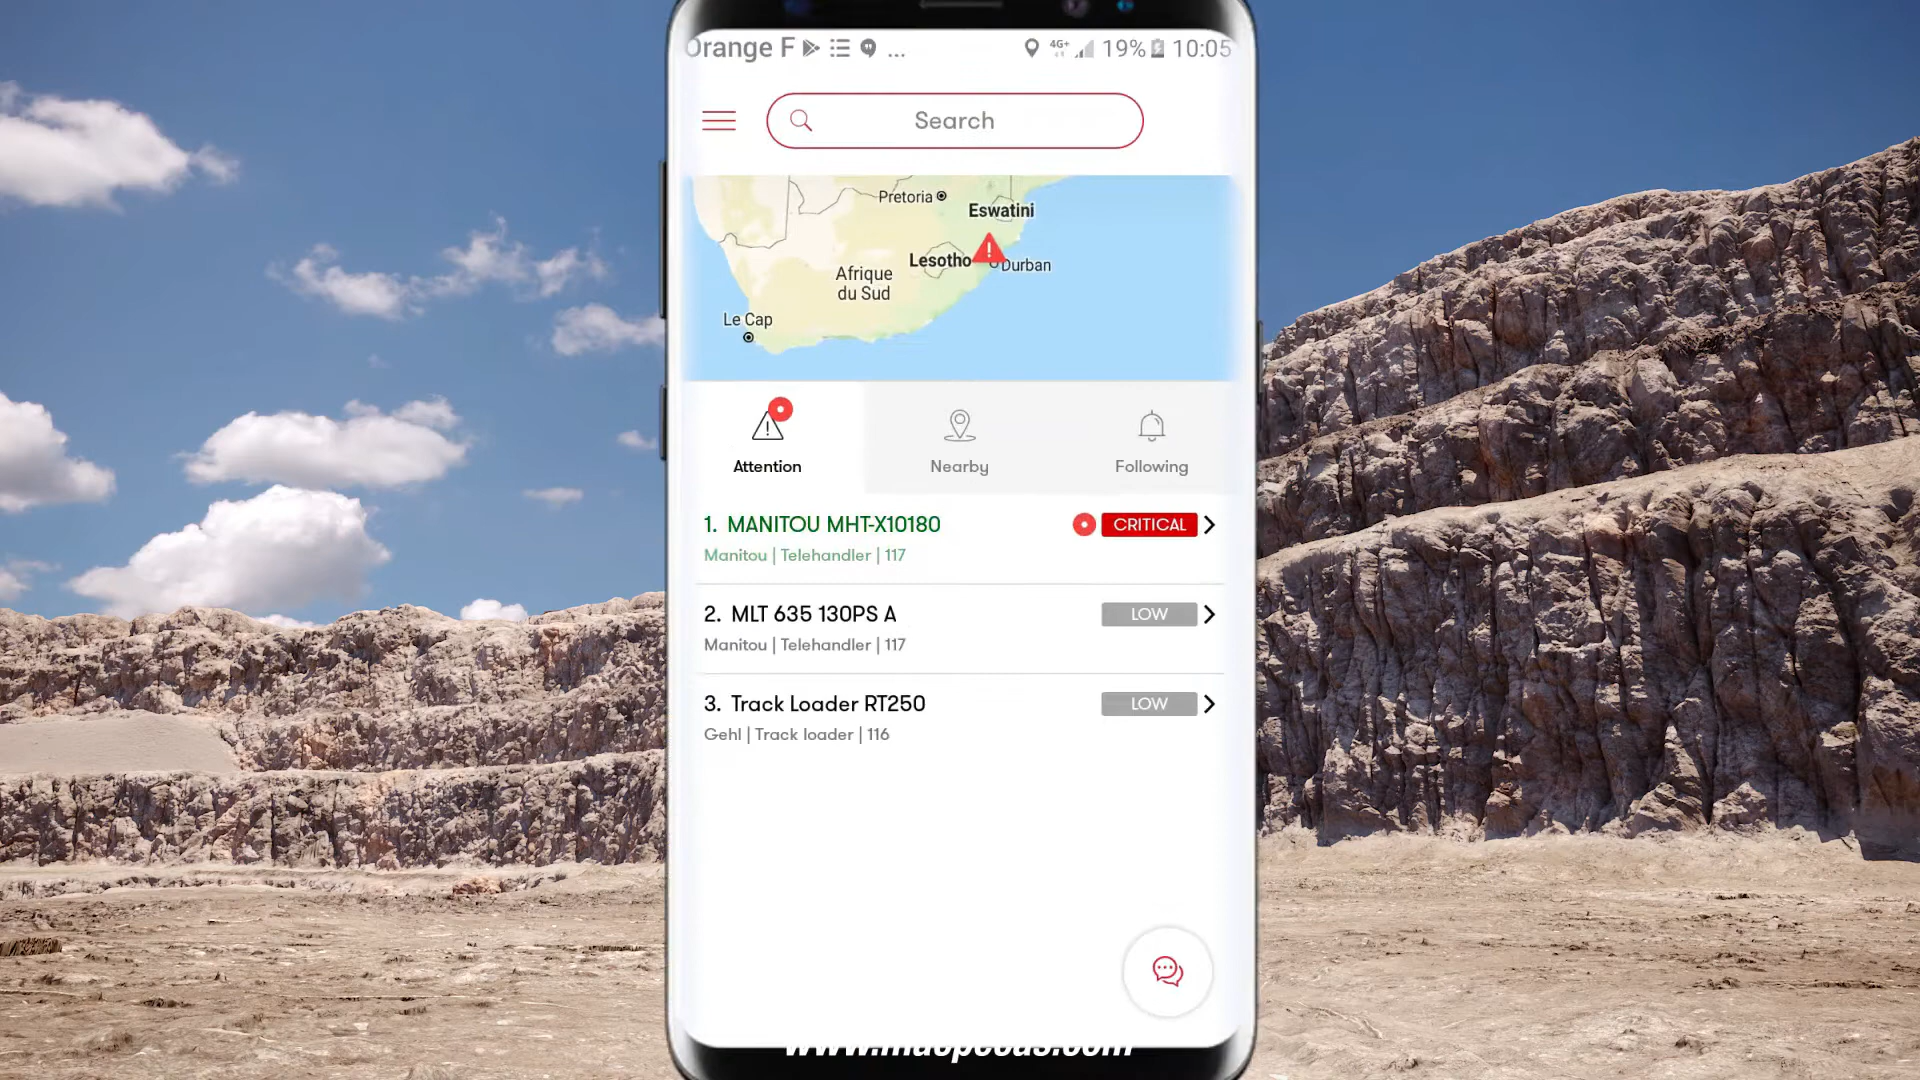 Orange F ... 4G+ 19% 10:05
Search
Pretoria
Eswatini
Lesotho
Durban
Afrique
du Sud
Le Cap
Attention
Nearby
Following
1. MANITOU MHT-X10180
CRITICAL
Manitou | Telehandler | 117
2. MLT 635 130PS A
LOW
Manitou | Telehandler | 117
3. Track Loader RT250
LOW
Gehl | Track loader | 116